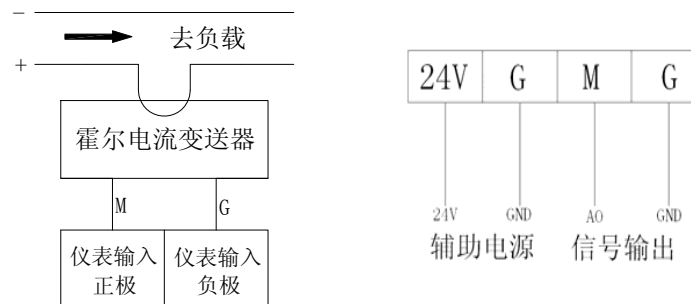 −
去负载
+
霍尔电流变送器
M
G
仪表输入
正极
仪表输入
负极
24V G M G
24V GND AO GND
辅助电源 信号输出